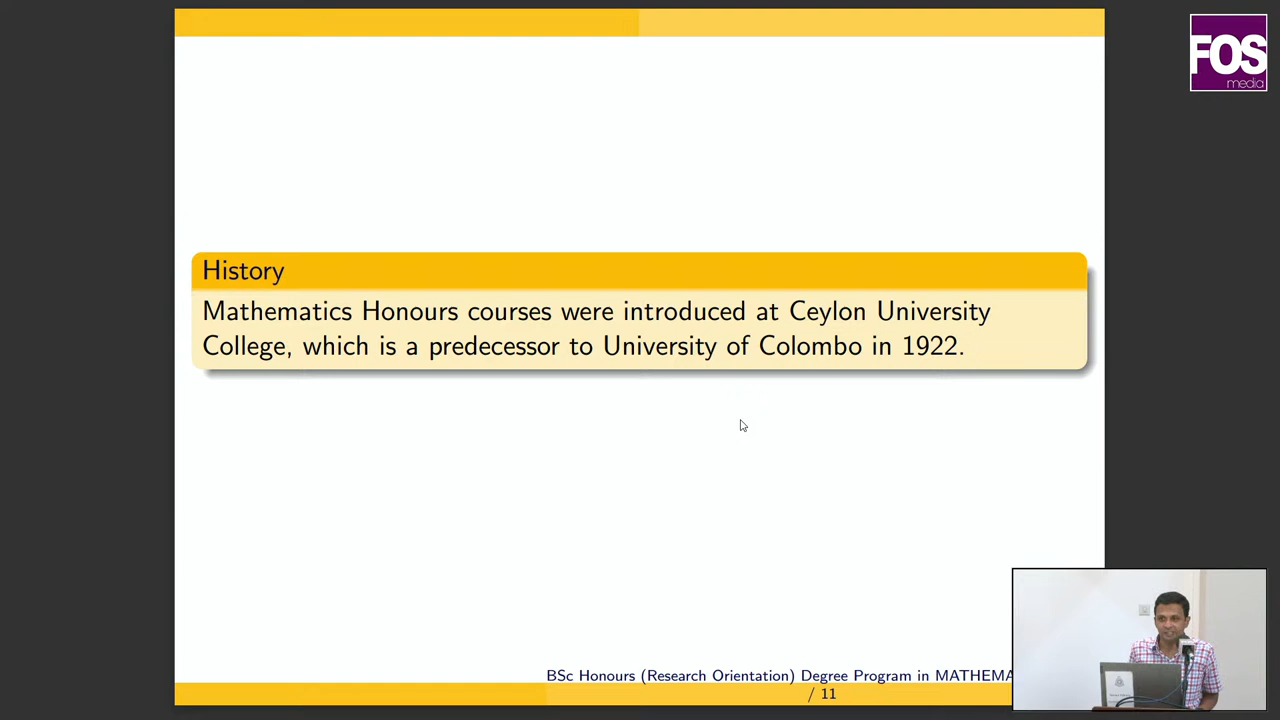 FOS
media
History
Mathematics Honours courses were introduced at Ceylon University
College, which is a predecessor to University of Colombo in 1922.
BSc Honours (Research Orientation) Degree Program in MATHEMA
/ 11